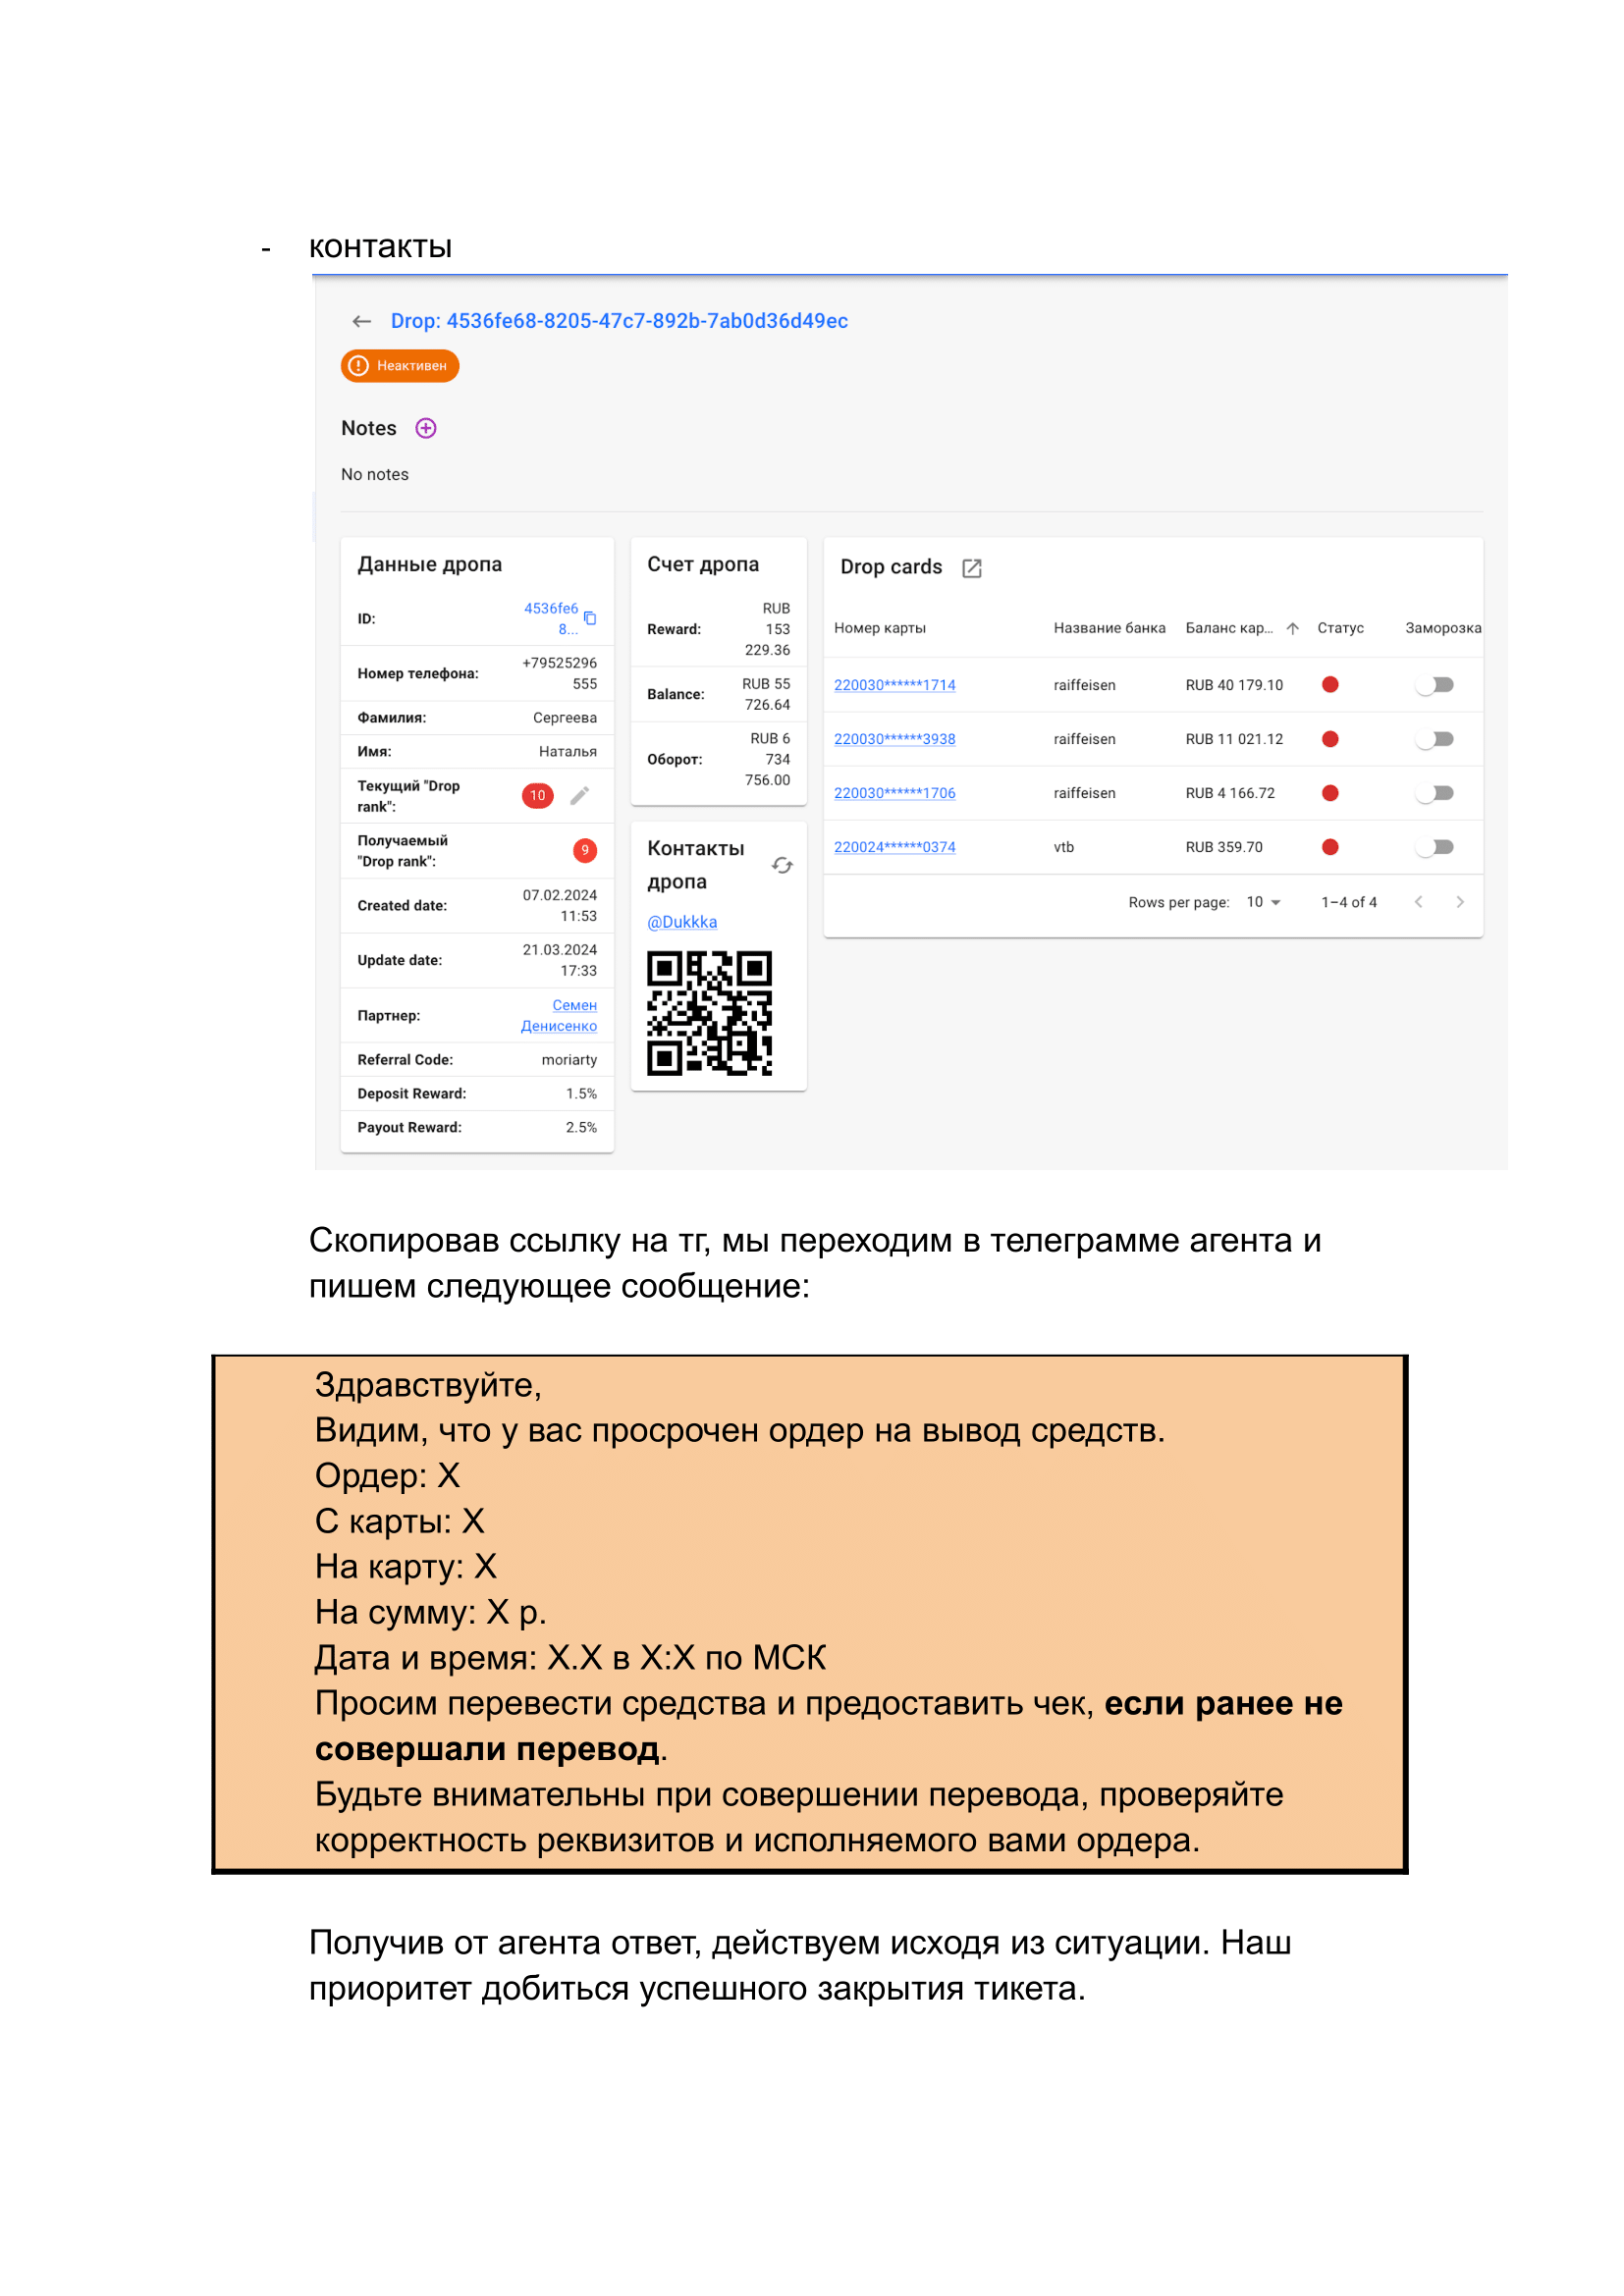 - контакты
Drop: 4536fe68-8205-47c7-892b-7ab0d36d49ec
Неактивен
Notes
No notes
Данные дропа
ID: 4536fe6
8...
Номер телефона: +79525296
555
Фамилия: Сергеева
Имя: Наталья
Текущий "Drop
rank": 10
Получаемый
"Drop rank": 9
Created date: 07.02.2024
11:53
Update date: 21.03.2024
17:33
Партнер: Семен
Денисенко
Referral Code: moriarty
Deposit Reward: 1.5%
Payout Reward: 2.5%
Счет дропа
Reward: RUB
153
229.36
Balance: RUB 55
726.64
Оборот: RUB 6
734
756.00
Контакты
дропа
@Dukkka
Drop cards
Номер карты Название банка Баланс кар... Статус Заморозка
220030******1714 raiffeisen RUB 40 179.10
220030******3938 raiffeisen RUB 11 021.12
220030******1706 raiffeisen RUB 4 166.72
220024******0374 vtb RUB 359.70
Rows per page: 10 1–4 of 4
Скопировав ссылку на тг, мы переходим в телеграмме агента и
пишем следующее сообщение:
Здравствуйте,
Видим, что у вас просрочен ордер на вывод средств.
Ордер: Х
С карты: Х
На карту: Х
На сумму: Х р.
Дата и время: Х.Х в Х:Х по МСК
Просим перевести средства и предоставить чек, если ранее не
совершали перевод.
Будьте внимательны при совершении перевода, проверяйте
корректность реквизитов и исполняемого вами ордера.
Получив от агента ответ, действуем исходя из ситуации. Наш
приоритет добиться успешного закрытия тикета.